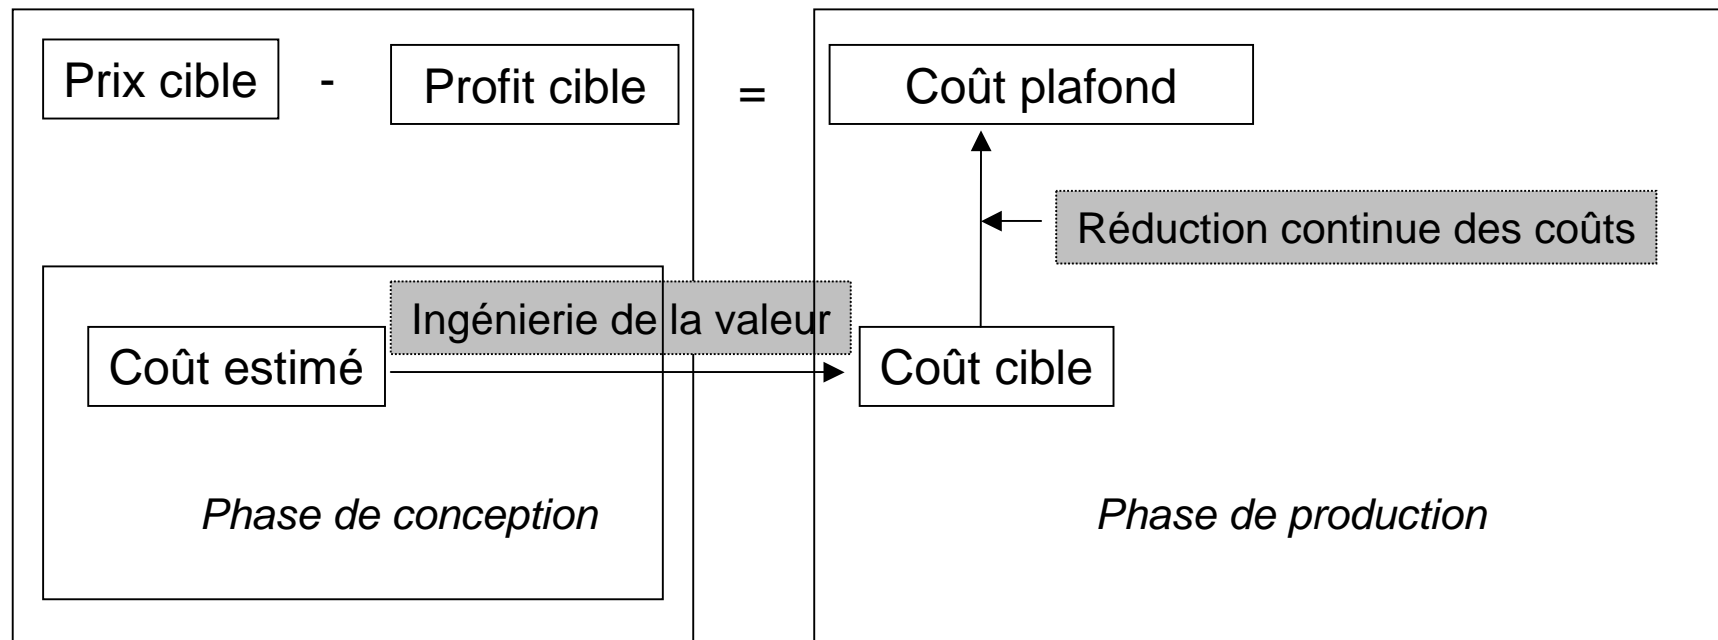 Prix cible - Profit cible = Coût plafond
Réduction continue des coûts
Ingénierie de la valeur
Coût estimé
Coût cible
Phase de conception
Phase de production